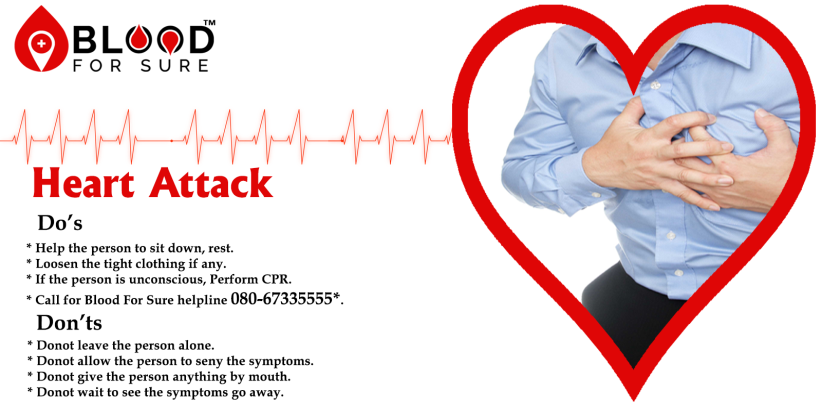 BLOOD™
FOR SURE
Heart Attack
Do's
* Help the person to sit down, rest.
* Loosen the tight clothing if any.
* If the person is unconscious, Perform CPR.
* Call for Blood For Sure helpline 080-67335555*.
Don'ts
* Donot leave the person alone.
* Donot allow the person to seny the symptoms.
* Donot give the person anything by mouth.
* Donot wait to see the symptoms go away.